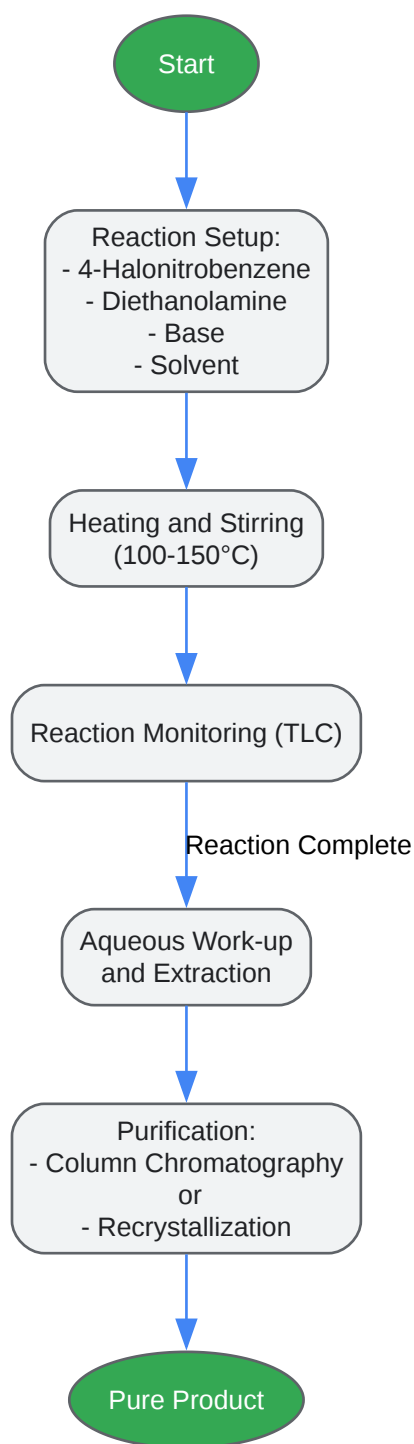 Start
Reaction Setup:
- 4-Halonitrobenzene
- Diethanolamine
- Base
- Solvent
Heating and Stirring
(100-150°C)
Reaction Monitoring (TLC)
Reaction Complete
Aqueous Work-up
and Extraction
Purification:
- Column Chromatography
or
- Recrystallization
Pure Product